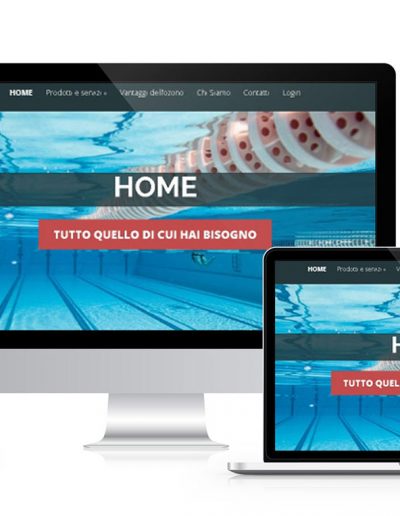 HOME Prodotti e servizi Vantaggi dell'ozono Chi Siamo Contatti Login
HOME
TUTTO QUELLO DI CUI HAI BISOGNO
HOME Prodotti e servizi
TUTTO